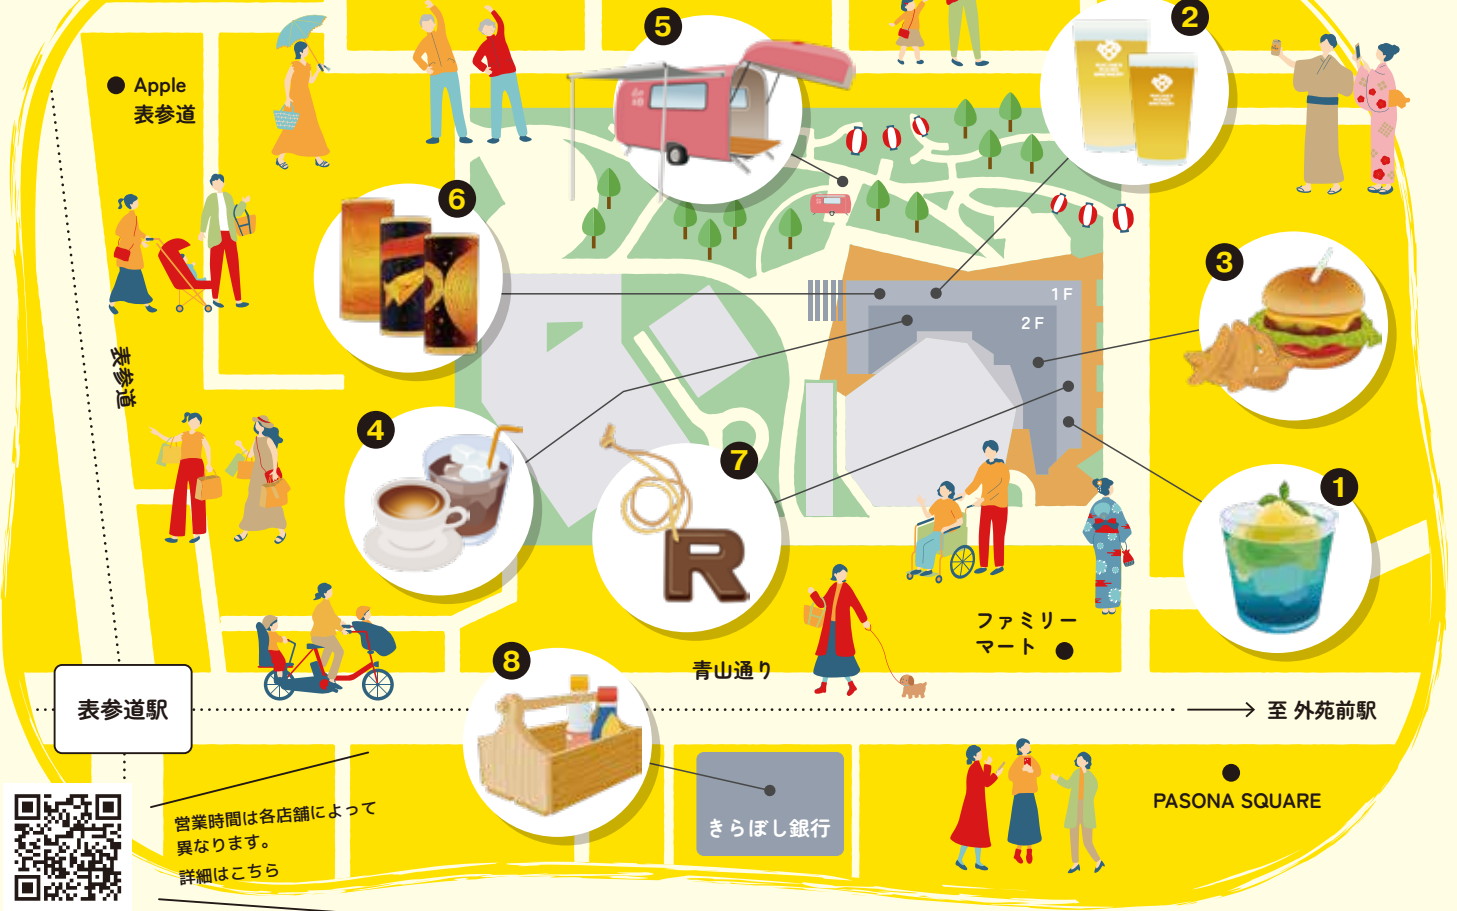 5
2
Apple
表参道
6
3
1F
2F
表参道
4
7
1
R
ファミリー
マート
8
青山通り
表参道駅
至 外苑前駅
PASONA SQUARE
きらぼし銀行
営業時間は各店舗によって
異なります。
詳細はこちら